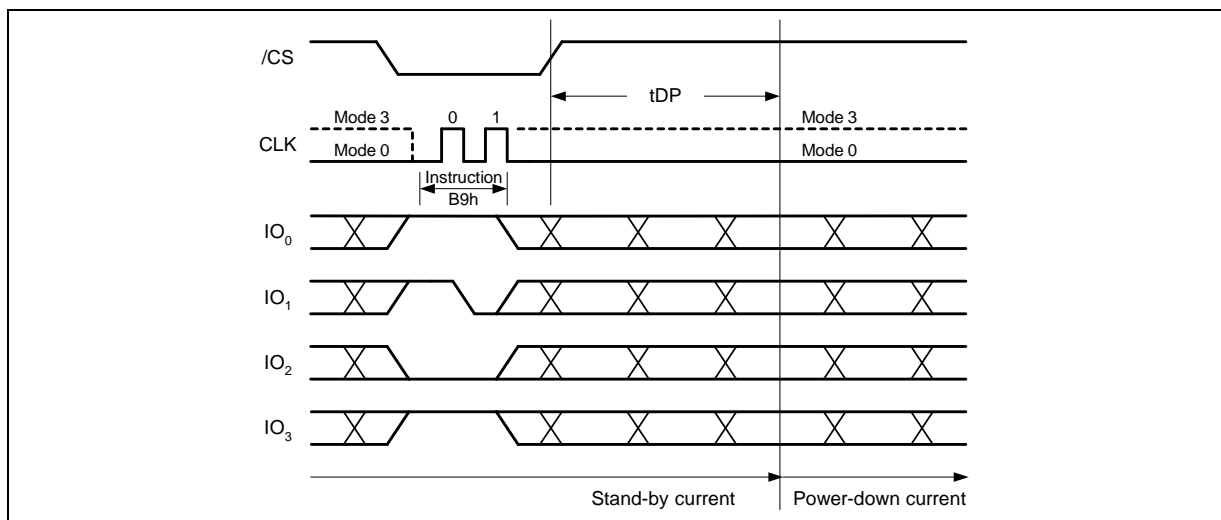 /CS
tDP
Mode 3 0 1 Mode 3
CLK
Mode 0 Mode 0
Instruction
B9h
IO0
IO1
IO2
IO3
Stand-by current Power-down current